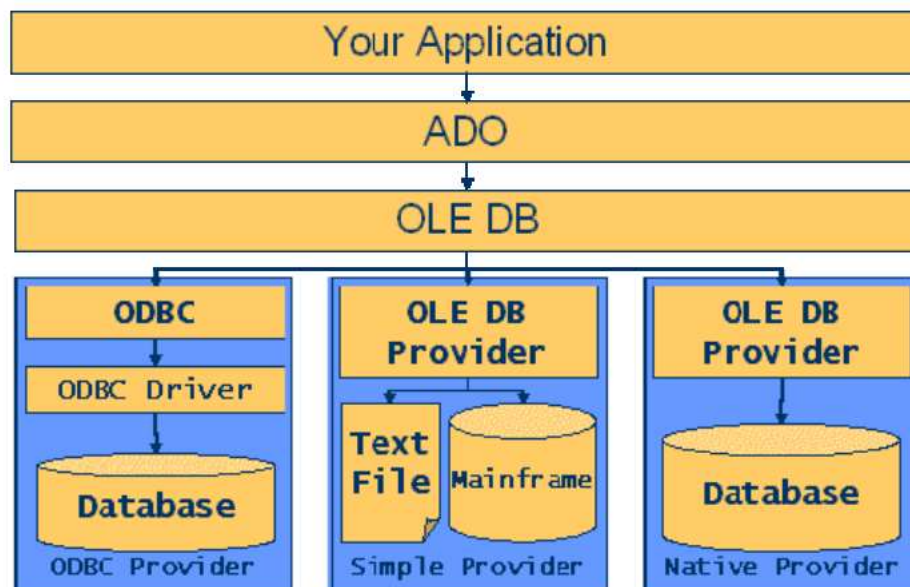 Your Application
ADO
OLE DB
ODBC
ODBC Driver
Database
ODBC Provider
OLE DB
Provider
Text
File
Mainframe
Simple Provider
OLE DB
Provider
Database
Native Provider